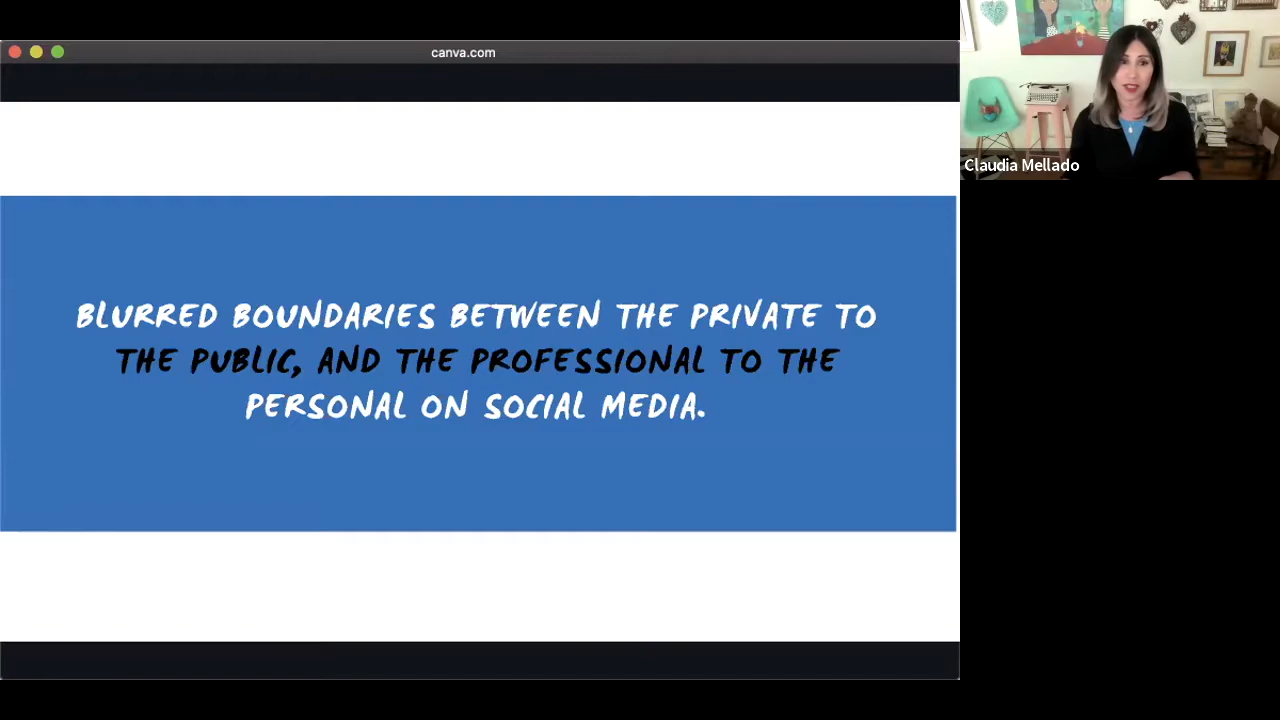 canva.com
BLURRED BOUNDARIES BETWEEN THE PRIVATE TO
THE PUBLIC, AND THE PROFESSIONAL TO THE
PERSONAL ON SOCIAL MEDIA.
Claudia Mellado